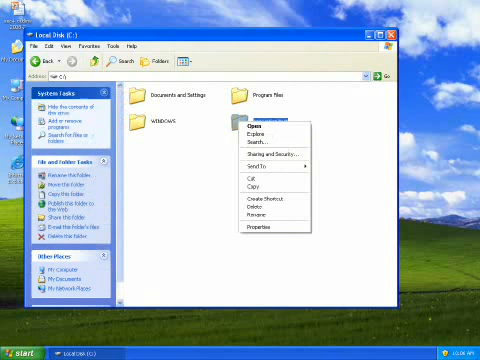 Local Disk (C:)
File Edit View Favorites Tools Help
Back Search Folders
Address C:\ Go
System Tasks
Hide the contents of
this drive
Add or remove
programs
Search for files or
folders
File and Folder Tasks
Rename this folder
Move this folder
Copy this folder
Publish this folder to
the Web
Share this folder
E-mail this folder's files
Delete this folder
Other Places
My Computer
My Documents
My Network Places
Documents and Settings
Program Files
WINDOWS
Open
Explore
Search...
Sharing and Security...
Send To
Cut
Copy
Create Shortcut
Delete
Rename
Properties
start
Local Disk (C:)